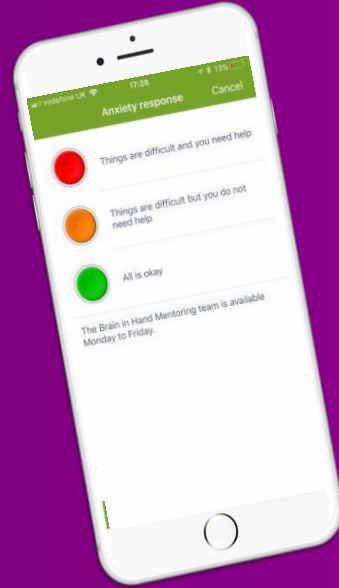 vodafone UK 17:28 13%
Anxiety response Cancel
Things are difficult and you need help
Things are difficult but you do not
need help
All is okay
The Brain in Hand Mentoring team is available
Monday to Friday.